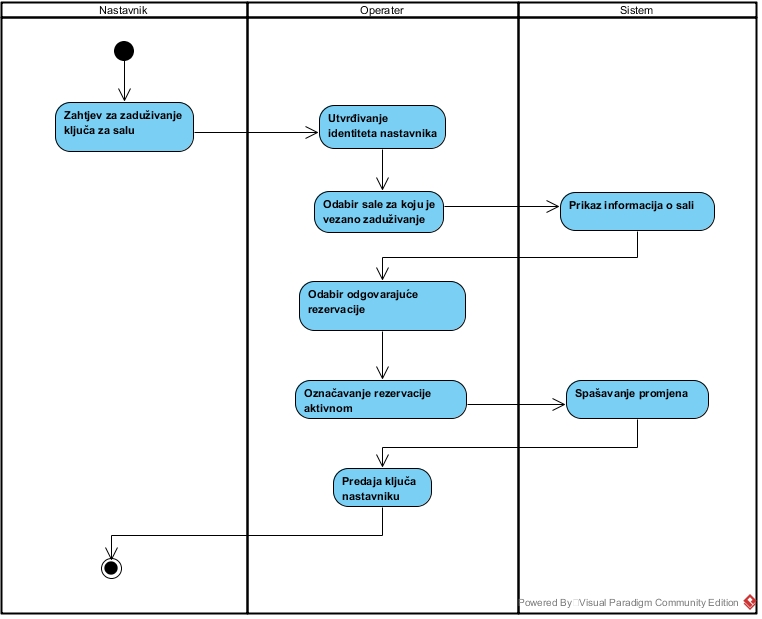 Nastavnik
Operater
Sistem
Zahtjev za zaduživanje
ključa za salu
Utvrđivanje
identiteta nastavnika
Odabir sale za koju je
vezano zaduživanje
Prikaz informacija o sali
Odabir odgovarajuće
rezervacije
Označavanje rezervacije
aktivnom
Spašavanje promjena
Predaja ključa
nastavniku
Powered By Visual Paradigm Community Edition